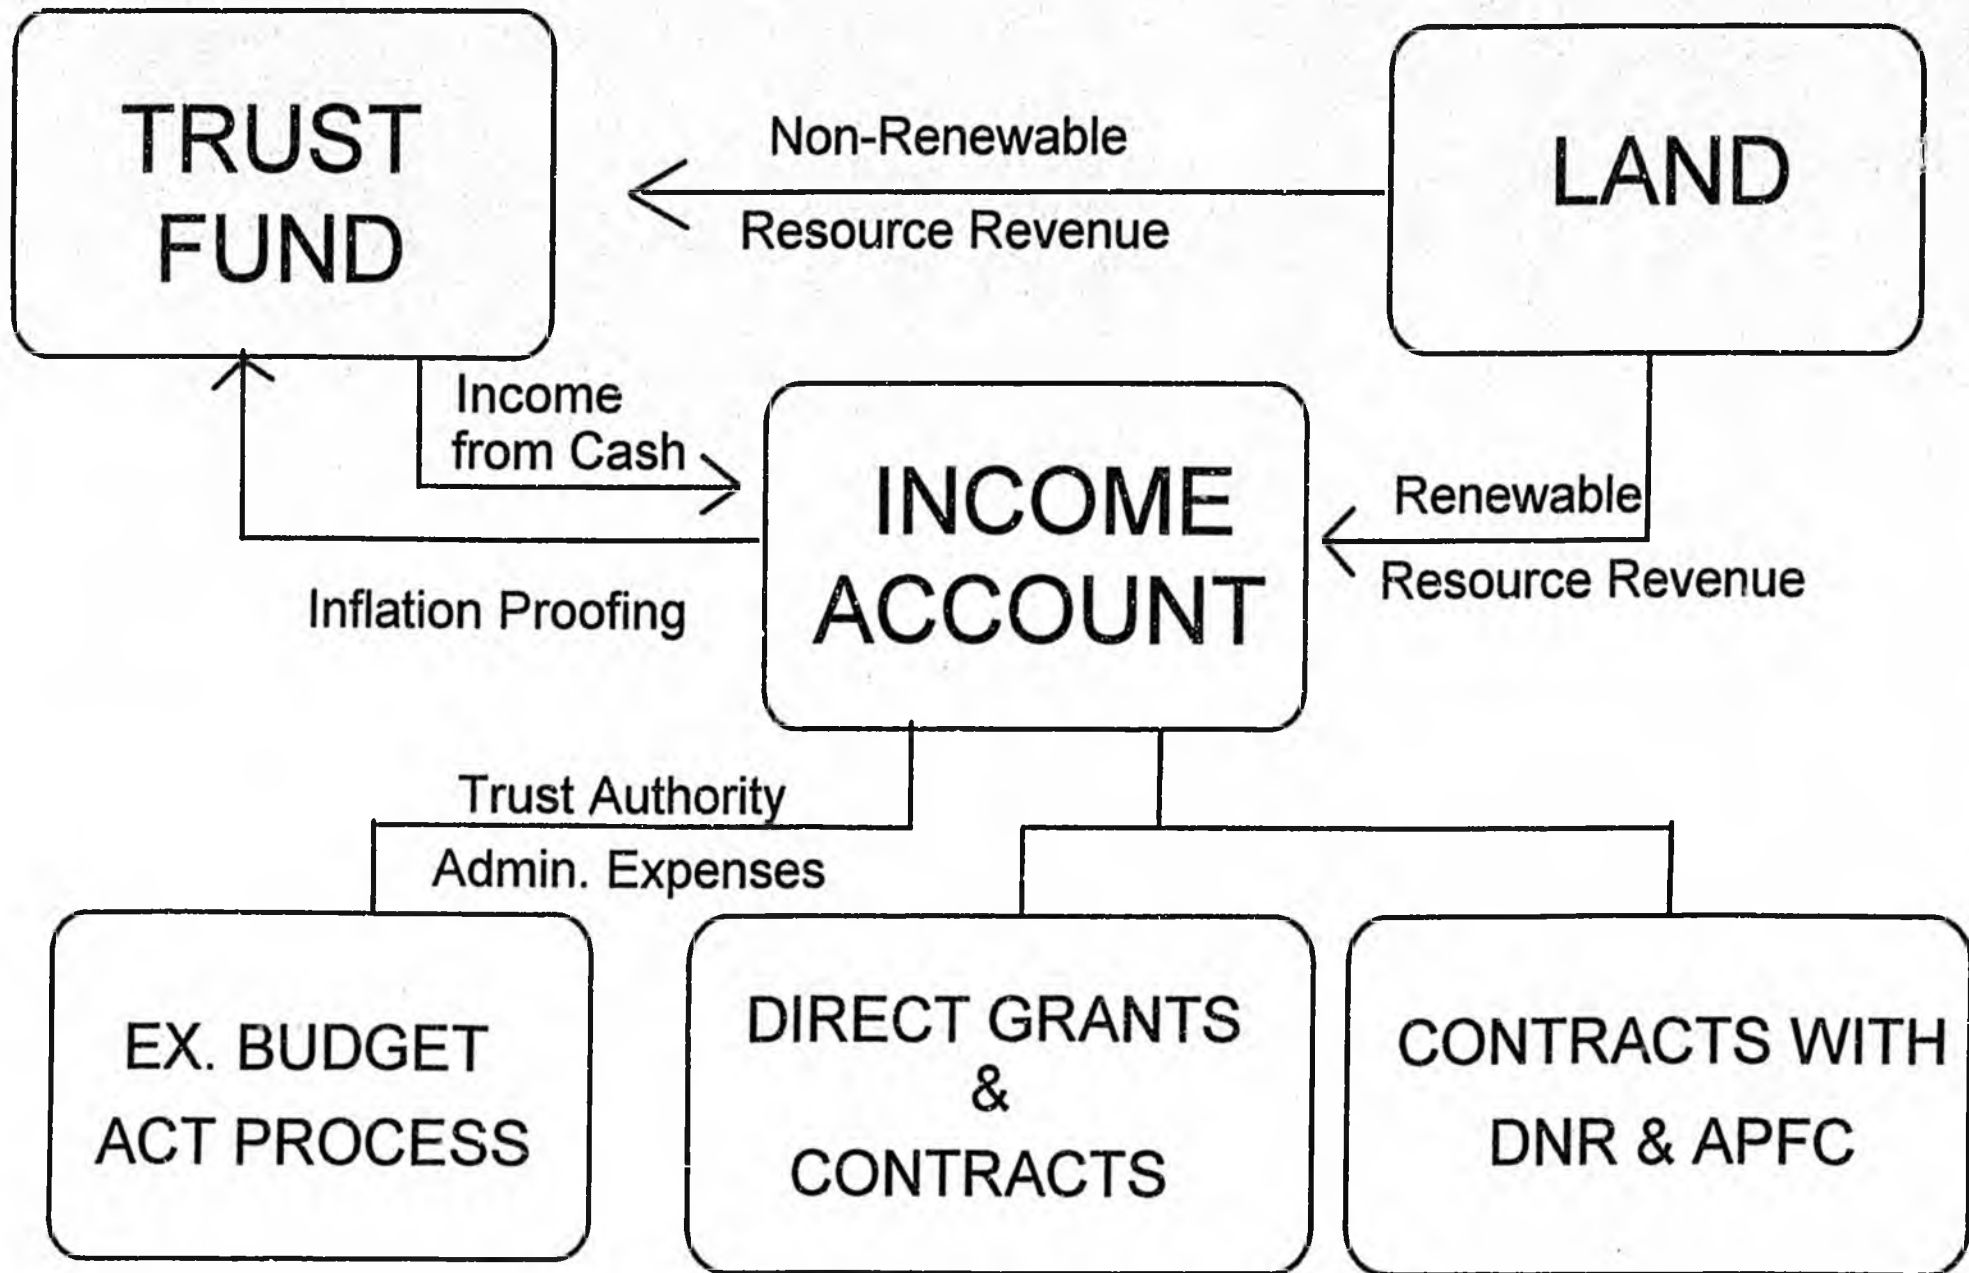 TRUST
FUND
Non-Renewable
Resource Revenue
LAND
Income
from Cash
INCOME
ACCOUNT
Renewable
Resource Revenue
Inflation Proofing
Trust Authority
Admin. Expenses
EX. BUDGET
ACT PROCESS
DIRECT GRANTS
&
CONTRACTS
CONTRACTS WITH
DNR & APFC